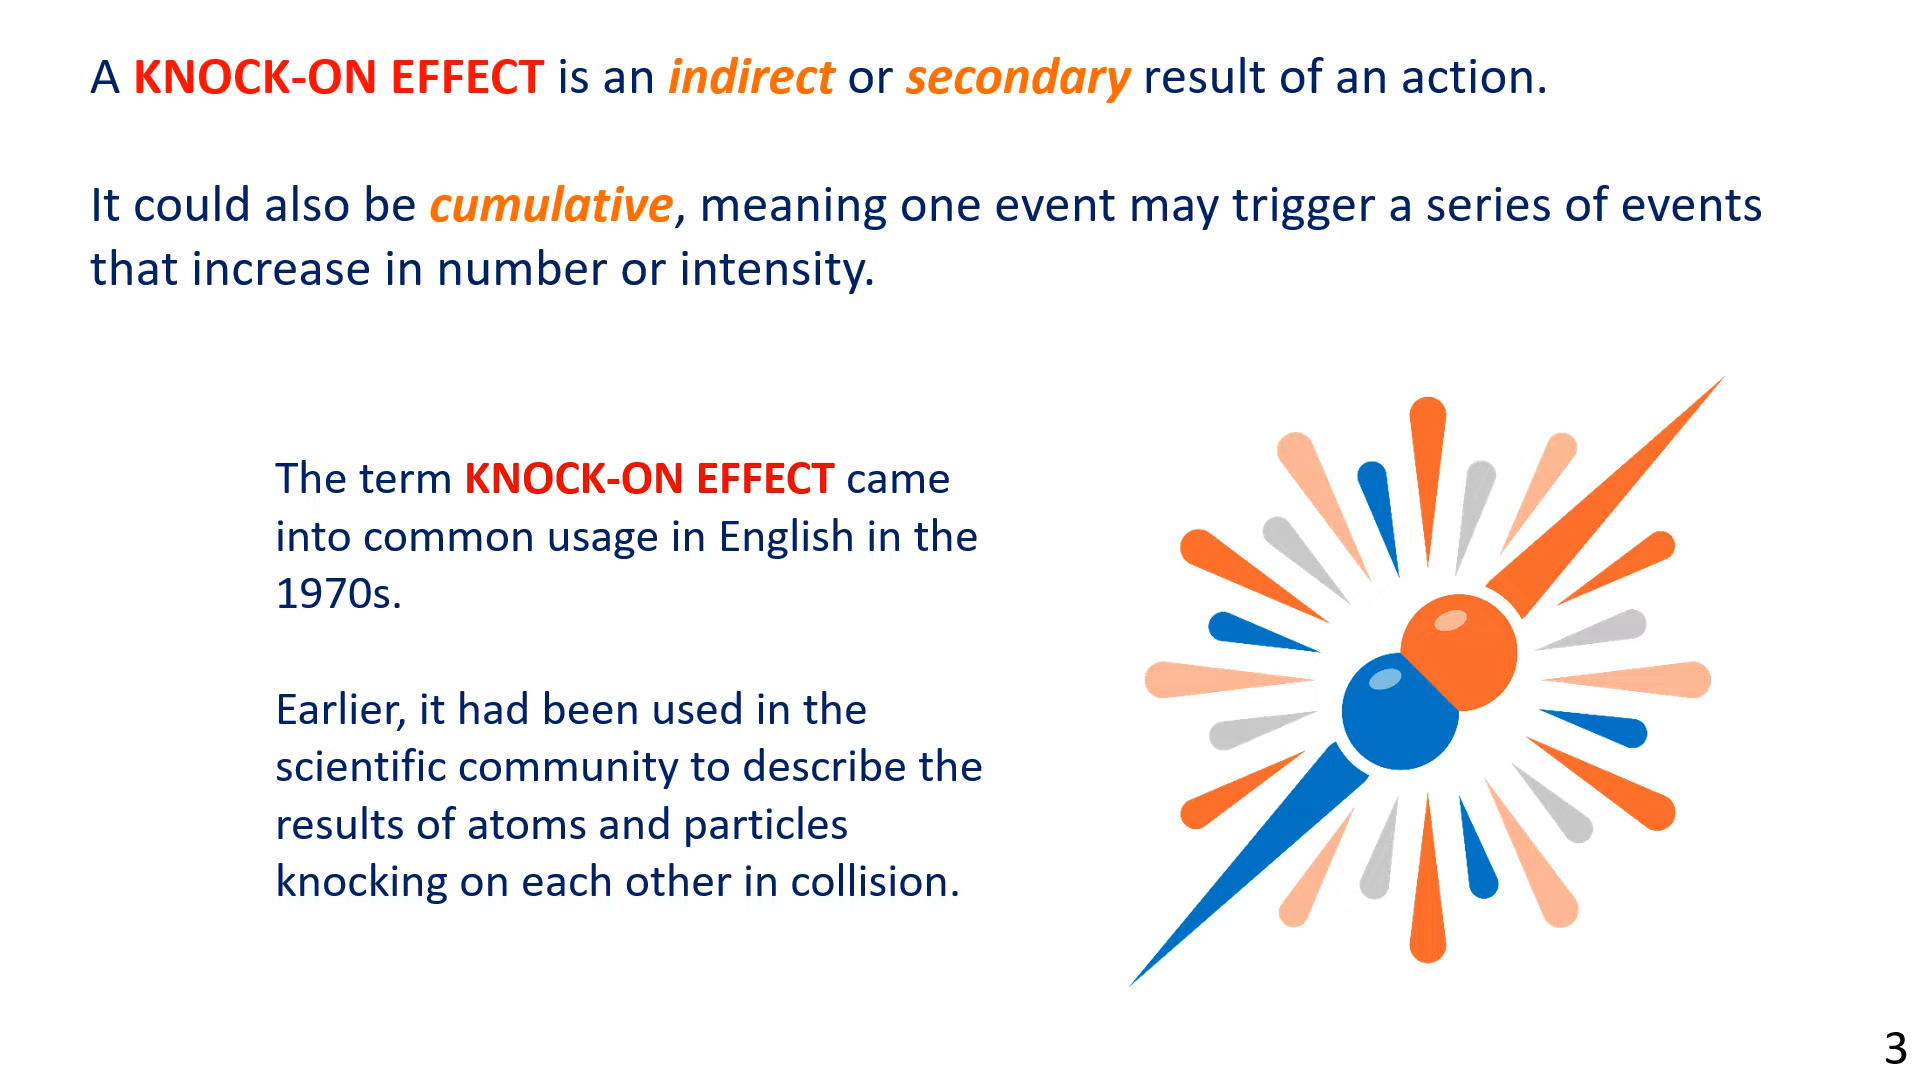 A KNOCK-ON EFFECT is an indirect or secondary result of an action.
It could also be cumulative, meaning one event may trigger a series of events
that increase in number or intensity.
The term KNOCK-ON EFFECT came
into common usage in English in the
1970s.
Earlier, it had been used in the
scientific community to describe the
results of atoms and particles
knocking on each other in collision.
3